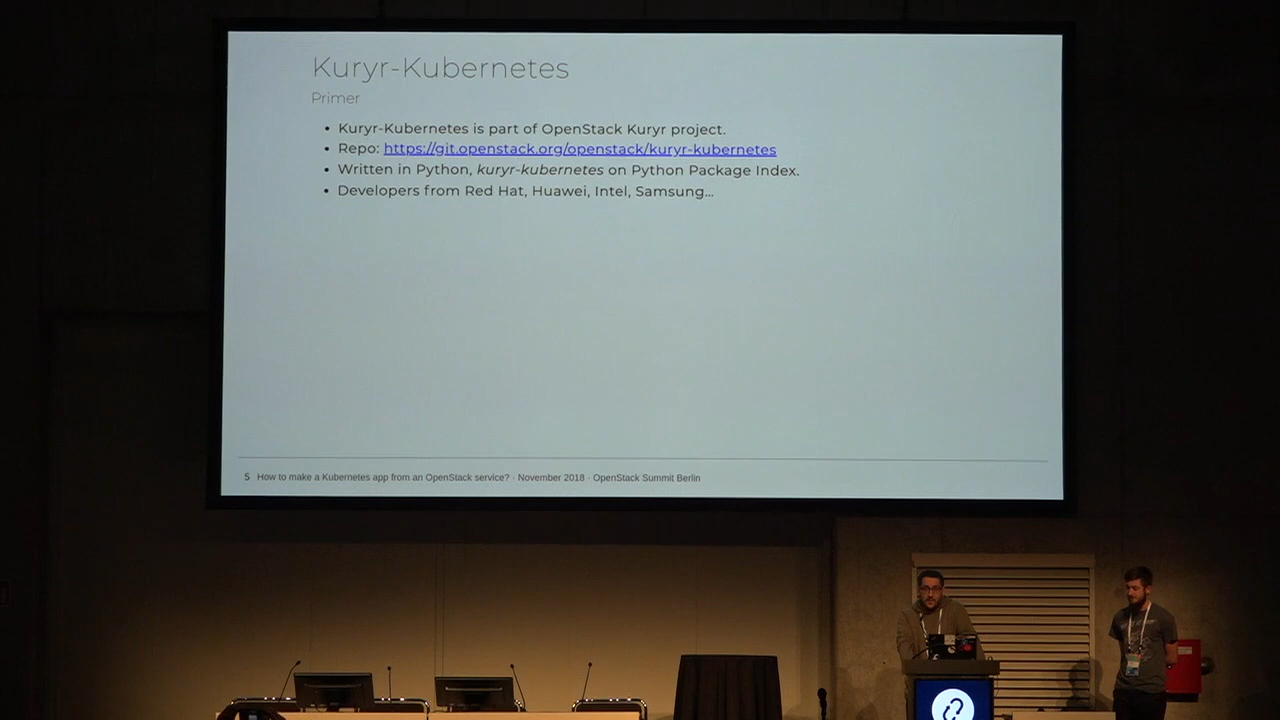 Kuryr-Kubernetes
Primer
• Kuryr-Kubernetes is part of OpenStack Kuryr project.
• Repo: https://git.openstack.org/openstack/kuryr-kubernetes
• Written in Python, kuryr-kubernetes on Python Package Index.
• Developers from Red Hat, Huawei, Intel, Samsung...
5 How to make a Kubernetes app from an OpenStack service? · November 2018 · OpenStack Summit Berlin